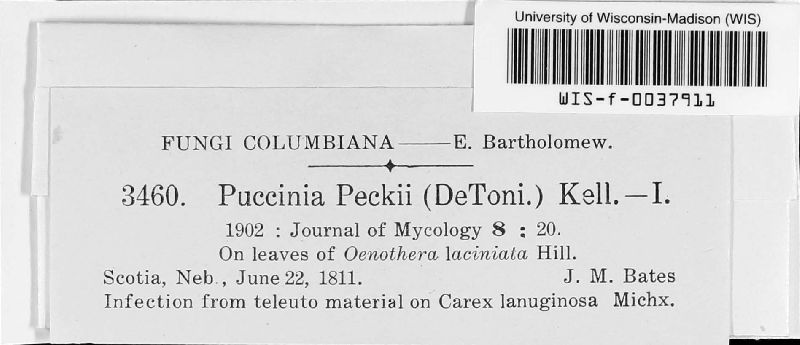 University of Wisconsin-Madison (WIS)
WIS-f-0037911
FUNGI COLUMBIANA——E. Bartholomew.
3460. Puccinia Peckii (DeToni.) Kell.—I.
1902 : Journal of Mycology 8 : 20.
On leaves of Oenothera laciniata Hill.
Scotia, Neb., June 22, 1811. J. M. Bates
Infection from teleuto material on Carex lanuginosa Michx.